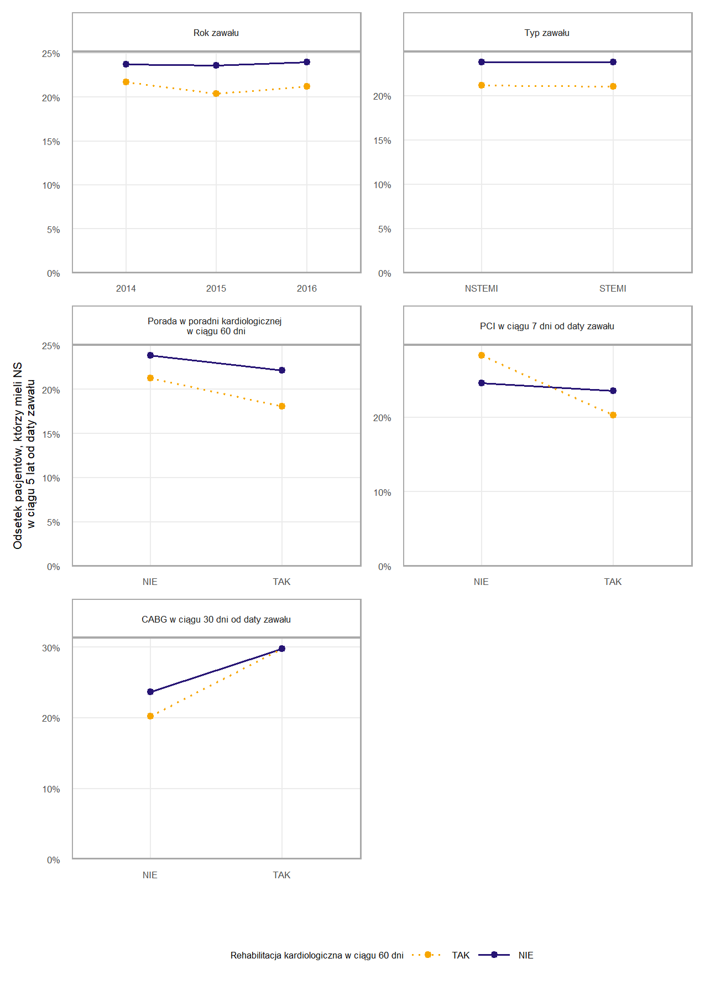 Rok zawału
25%
20%
15%
10%
5%
0%
2014 2015 2016
Typ zawału
20%
15%
10%
5%
0%
NSTEMI STEMI
Odsetek pacjentów, którzy mieli NS
w ciągu 5 lat od daty zawału
Porada w poradni kardiologicznej
w ciągu 60 dni
25%
20%
15%
10%
5%
0%
NIE TAK
PCI w ciągu 7 dni od daty zawału
20%
10%
0%
NIE TAK
CABG w ciągu 30 dni od daty zawału
30%
20%
10%
0%
NIE TAK
Rehabilitacja kardiologiczna w ciągu 60 dni TAK NIE